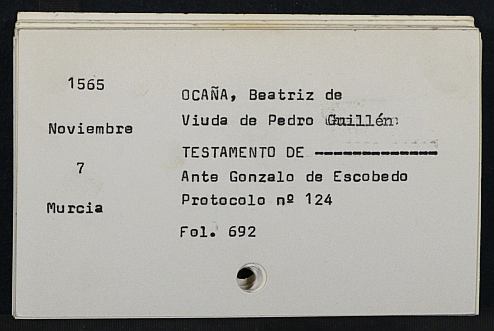 1565
Noviembre
7
Murcia
OCAÑA, Beatriz de
Viuda de Pedro Guillén
TESTAMENTO DE -------------
Ante Gonzalo de Escobedo
Protocolo nº 124
Fol. 692